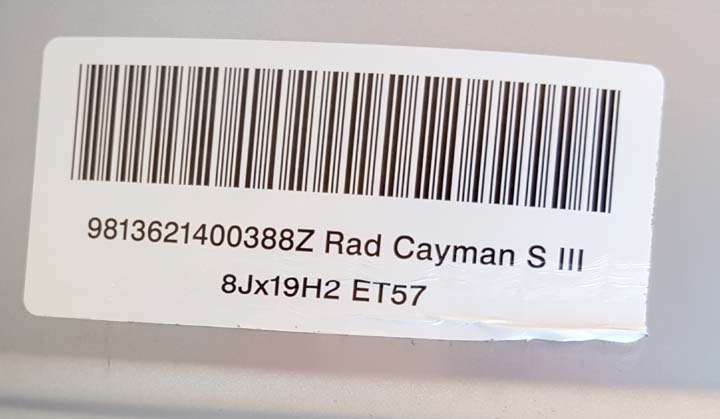 9813621400388Z Rad Cayman S III
8Jx19H2 ET57